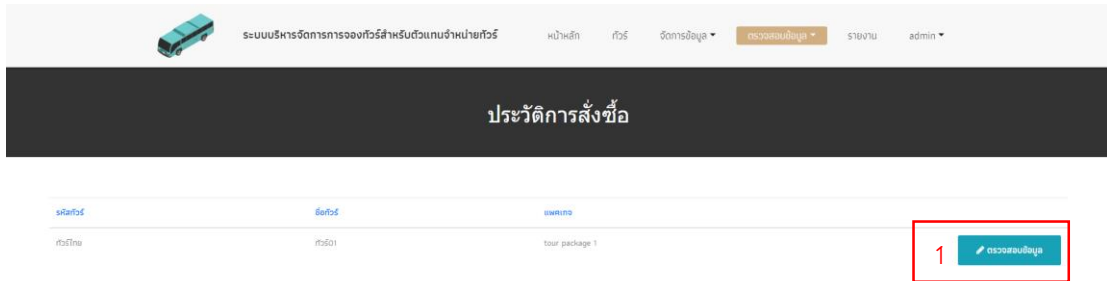 ระบบบริหารจัดการการจองทัวร์สำหรับตัวแทนจำหน่ายทัวร์ หน้าหลัก ทัวร์ จัดการข้อมูล ตรวจสอบข้อมูล รายงาน admin
ประวัติการสั่งซื้อ
รหัสทัวร์ ชื่อทัวร์ แพคเกจ
ทัวร์ไทย ทัวร์01 tour package 1 1 ตรวจสอบข้อมูล